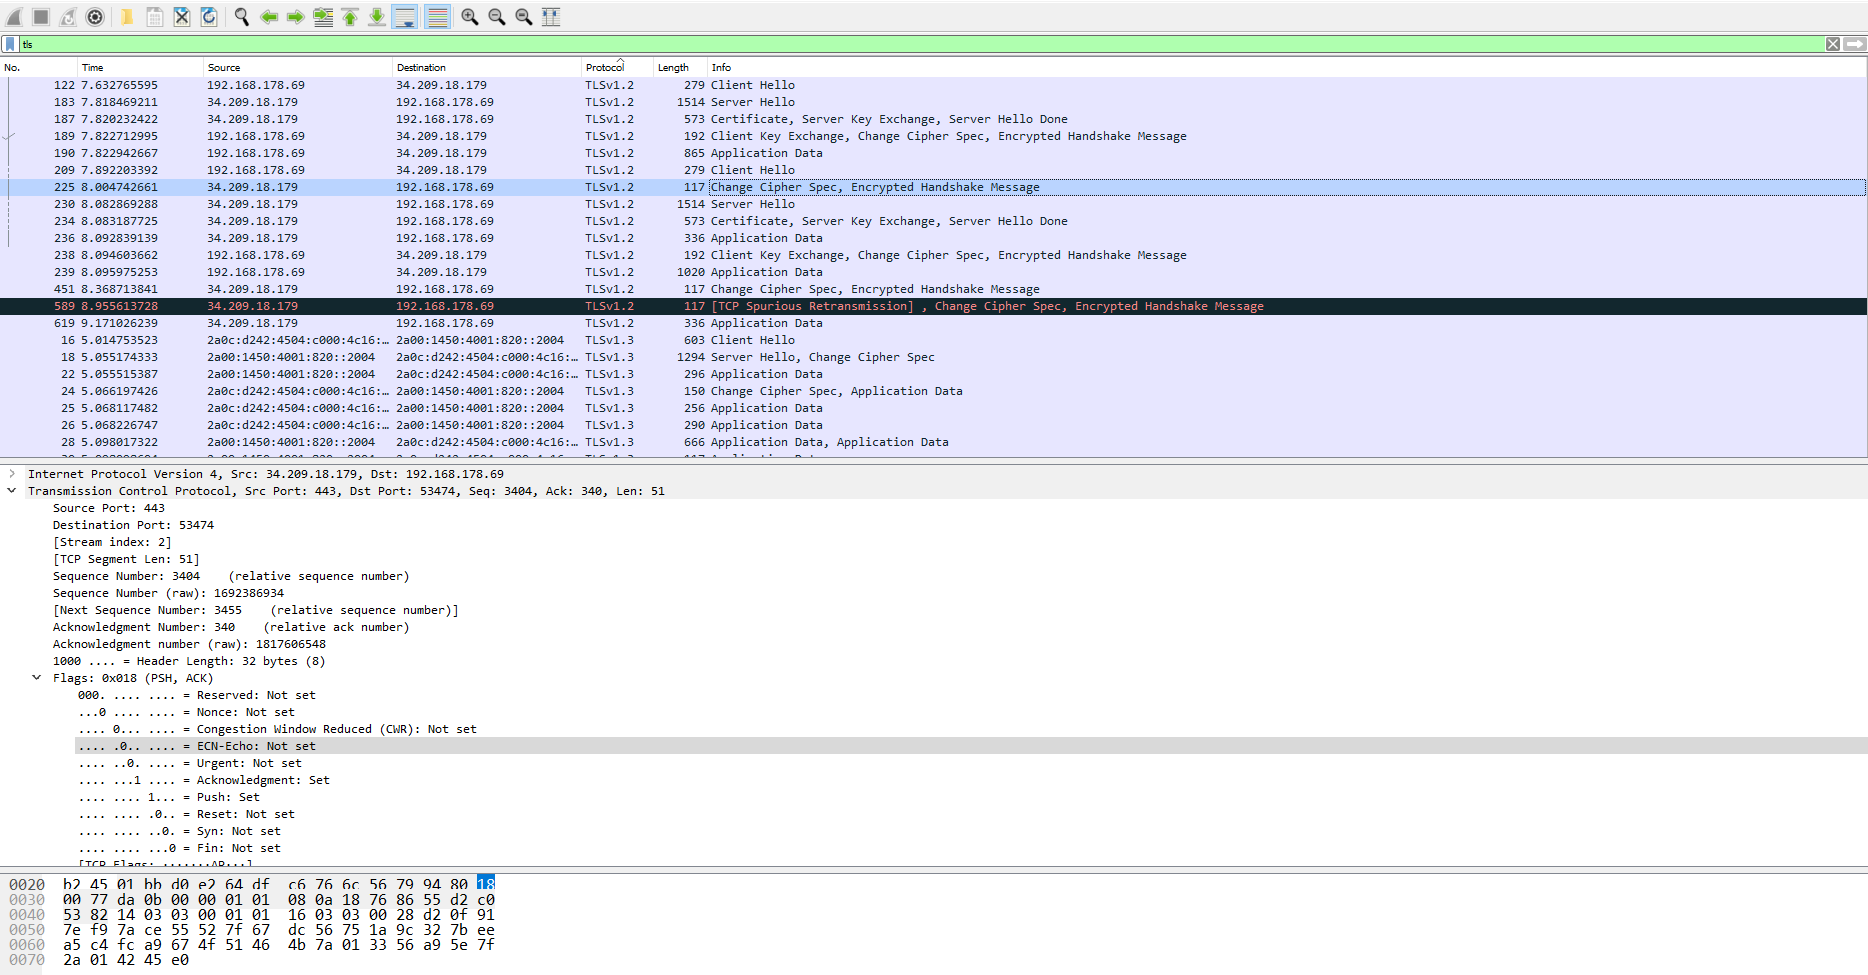 tls
No. Time Source Destination Protocol Length Info
122 7.632765595 192.168.178.69 34.209.18.179 TLSv1.2 279 Client Hello
183 7.818469211 34.209.18.179 192.168.178.69 TLSv1.2 1514 Server Hello
187 7.820232422 34.209.18.179 192.168.178.69 TLSv1.2 573 Certificate, Server Key Exchange, Server Hello Done
189 7.822712995 192.168.178.69 34.209.18.179 TLSv1.2 192 Client Key Exchange, Change Cipher Spec, Encrypted Handshake Message
190 7.822942667 192.168.178.69 34.209.18.179 TLSv1.2 865 Application Data
209 7.892203392 192.168.178.69 34.209.18.179 TLSv1.2 279 Client Hello
225 8.004742661 34.209.18.179 192.168.178.69 TLSv1.2 117 Change Cipher Spec, Encrypted Handshake Message
230 8.082869288 34.209.18.179 192.168.178.69 TLSv1.2 1514 Server Hello
234 8.083187725 34.209.18.179 192.168.178.69 TLSv1.2 573 Certificate, Server Key Exchange, Server Hello Done
236 8.092839139 34.209.18.179 192.168.178.69 TLSv1.2 336 Application Data
238 8.094603662 192.168.178.69 34.209.18.179 TLSv1.2 192 Client Key Exchange, Change Cipher Spec, Encrypted Handshake Message
239 8.095975253 192.168.178.69 34.209.18.179 TLSv1.2 1020 Application Data
451 8.368713841 34.209.18.179 192.168.178.69 TLSv1.2 117 Change Cipher Spec, Encrypted Handshake Message
589 8.955613728 34.209.18.179 192.168.178.69 TLSv1.2 117 [TCP Spurious Retransmission] , Change Cipher Spec, Encrypted Handshake Message
619 9.171026239 34.209.18.179 192.168.178.69 TLSv1.2 336 Application Data
16 5.014753523 2a0c:d242:4504:c000:4c16:… 2a00:1450:4001:820::2004 TLSv1.3 603 Client Hello
18 5.055174333 2a00:1450:4001:820::2004 2a0c:d242:4504:c000:4c16:… TLSv1.3 1294 Server Hello, Change Cipher Spec
22 5.055515387 2a00:1450:4001:820::2004 2a0c:d242:4504:c000:4c16:… TLSv1.3 296 Application Data
24 5.066197426 2a0c:d242:4504:c000:4c16:… 2a00:1450:4001:820::2004 TLSv1.3 150 Change Cipher Spec, Application Data
25 5.068117482 2a0c:d242:4504:c000:4c16:… 2a00:1450:4001:820::2004 TLSv1.3 256 Application Data
26 5.068226747 2a0c:d242:4504:c000:4c16:… 2a00:1450:4001:820::2004 TLSv1.3 290 Application Data
28 5.098017322 2a00:1450:4001:820::2004 2a0c:d242:4504:c000:4c16:… TLSv1.3 666 Application Data, Application Data
Internet Protocol Version 4, Src: 34.209.18.179, Dst: 192.168.178.69
Transmission Control Protocol, Src Port: 443, Dst Port: 53474, Seq: 3404, Ack: 340, Len: 51
Source Port: 443
Destination Port: 53474
[Stream index: 2]
[TCP Segment Len: 51]
Sequence Number: 3404 (relative sequence number)
Sequence Number (raw): 1692386934
[Next Sequence Number: 3455 (relative sequence number)]
Acknowledgment Number: 340 (relative ack number)
Acknowledgment number (raw): 1817606548
1000 .... = Header Length: 32 bytes (8)
Flags: 0x018 (PSH, ACK)
000. .... .... = Reserved: Not set
...0 .... .... = Nonce: Not set
.... 0... .... = Congestion Window Reduced (CWR): Not set
.... .0.. .... = ECN-Echo: Not set
.... ..0. .... = Urgent: Not set
.... ...1 .... = Acknowledgment: Set
.... .... 1... = Push: Set
.... .... .0.. = Reset: Not set
.... .... ..0. = Syn: Not set
.... .... ...0 = Fin: Not set
[TCP Flags: ·······AP···]
0020 b2 45 01 bb d0 e2 64 df c6 76 6c 56 79 94 80 18
0030 00 77 da 0b 00 00 01 01 08 0a 18 76 86 55 d2 c0
0040 53 82 14 03 03 00 01 01 16 03 03 00 28 d2 0f 91
0050 7e f9 7a ce 55 52 7f 67 dc 56 75 1a 9c 32 7b ee
0060 a5 c4 fc a9 67 4f 51 46 4b 7a 01 33 56 a9 5e 7f
0070 2a 01 42 45 e0